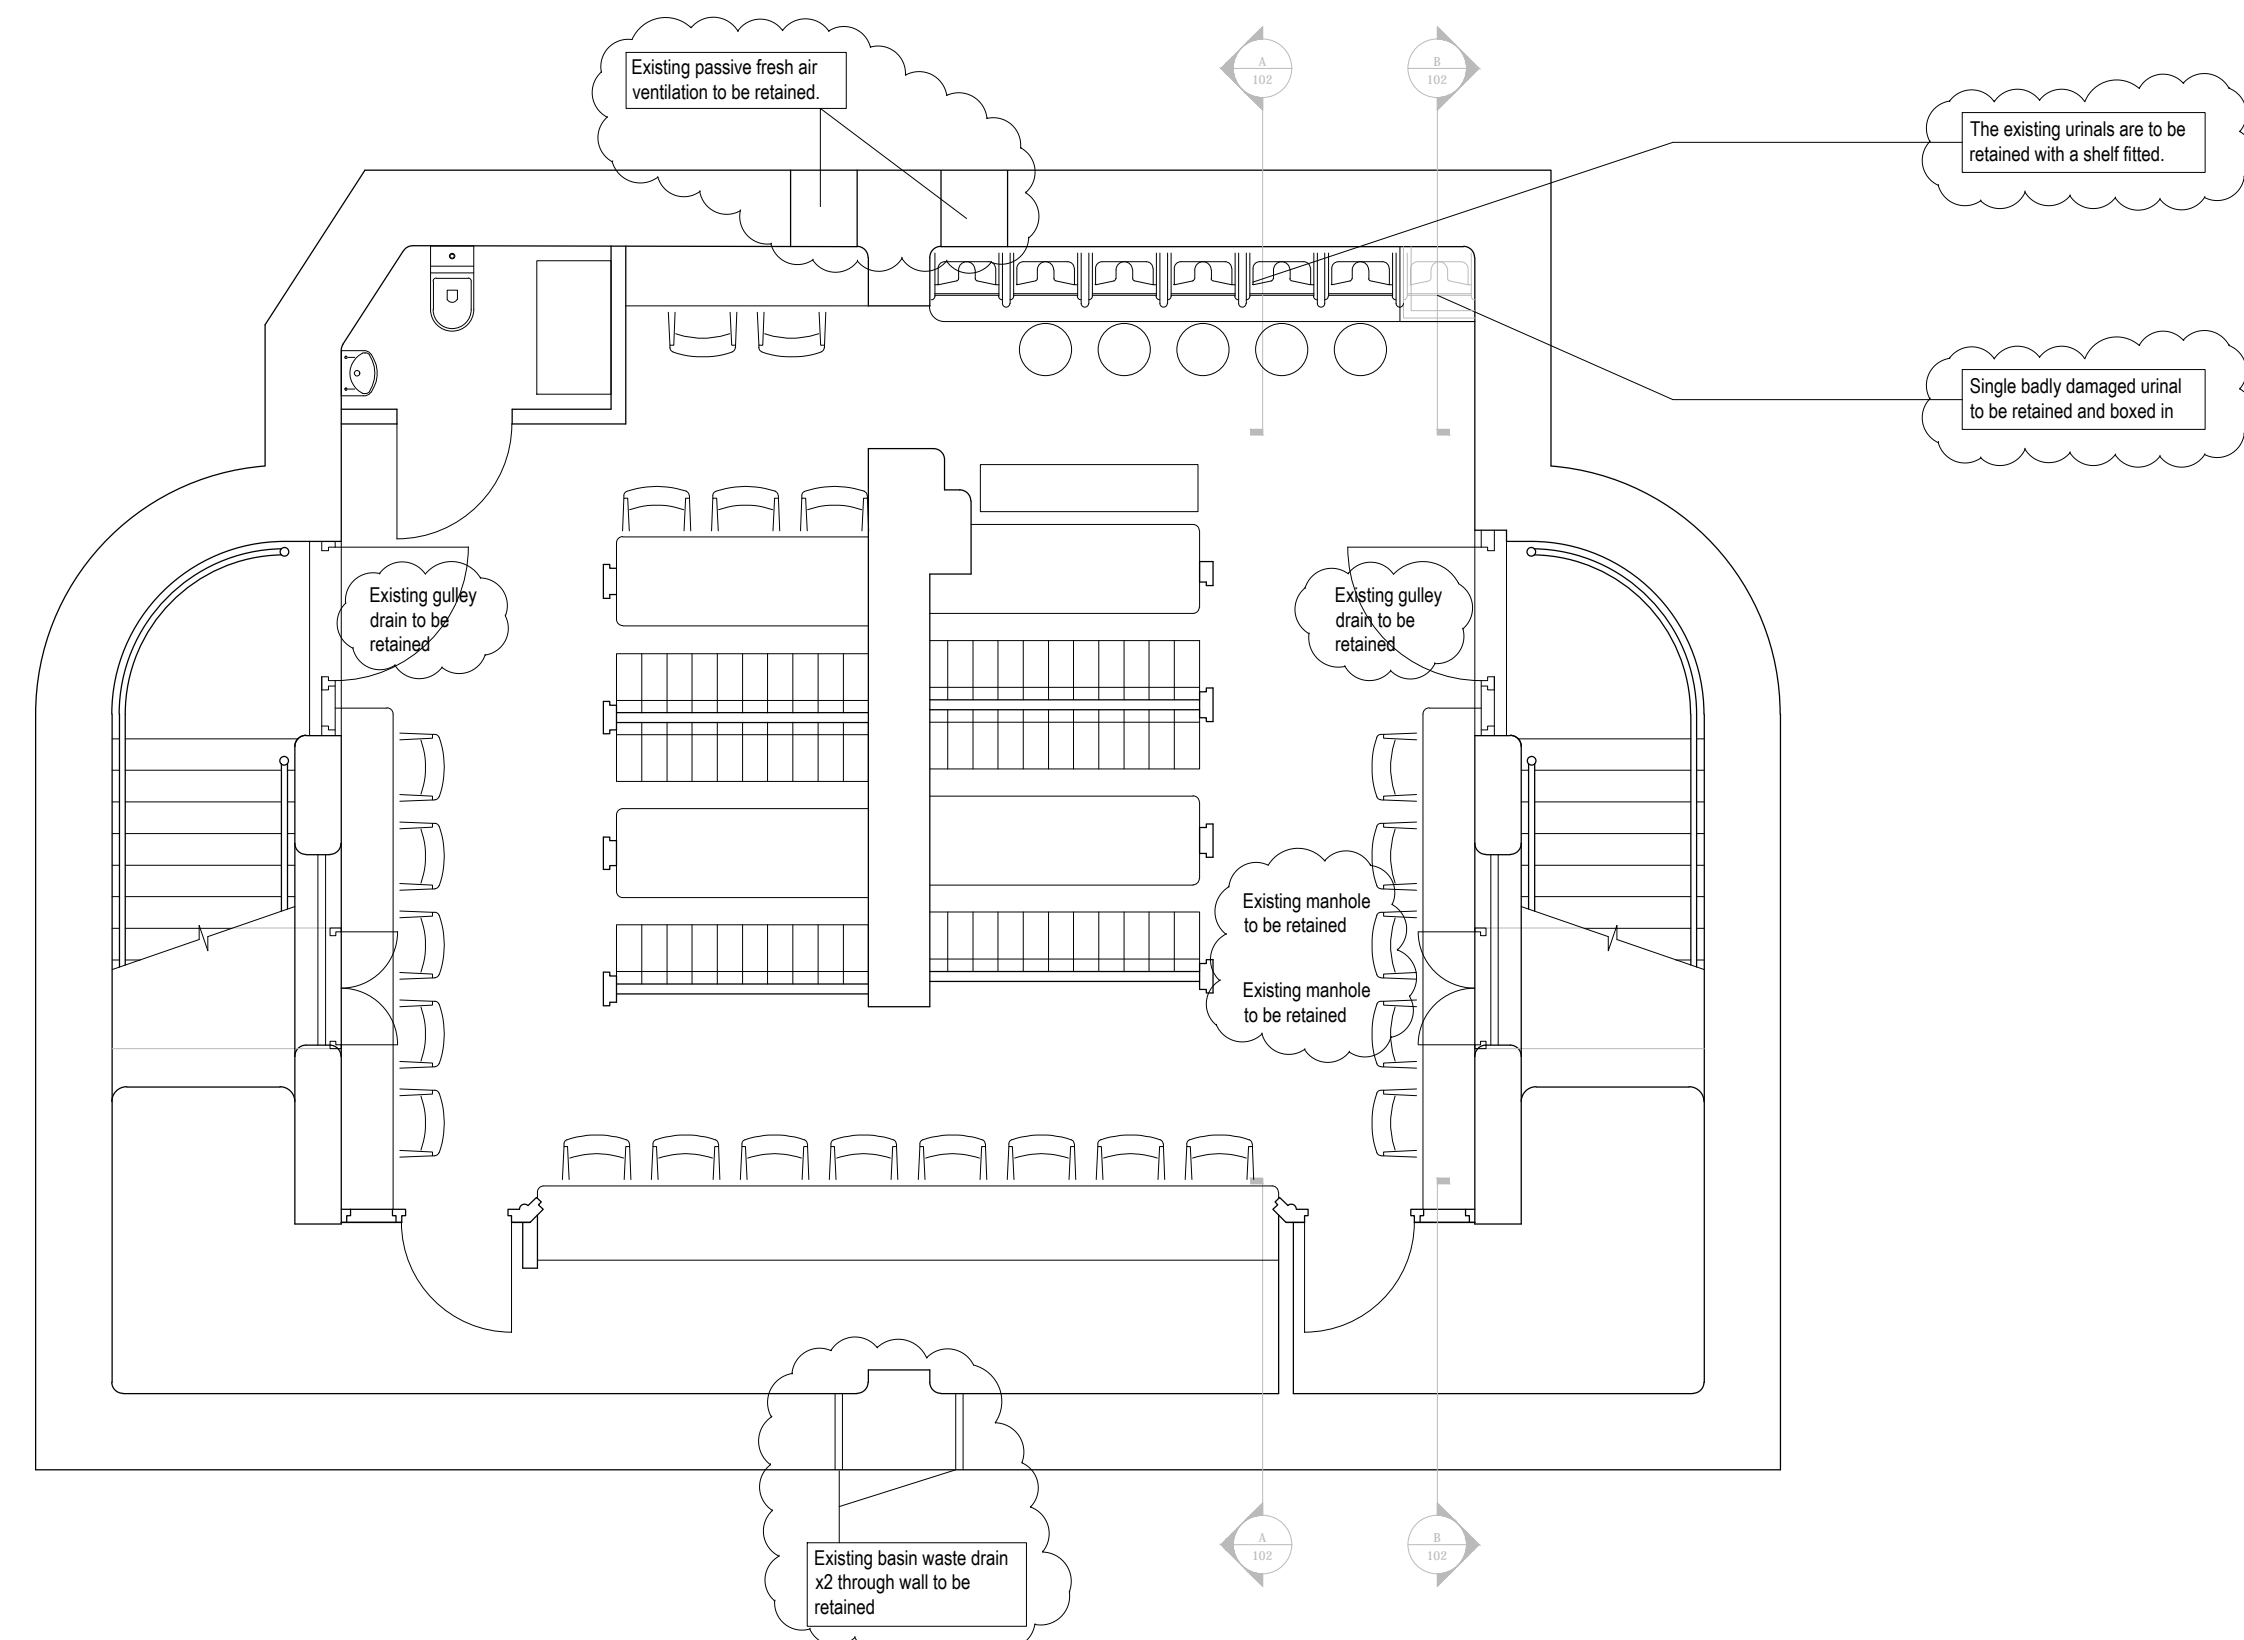 Existing passive fresh air
ventilation to be retained.
A
102
B
102
The existing urinals are to be
retained with a shelf fitted.
Single badly damaged urinal
to be retained and boxed in
Existing gulley
drain to be
retained
Existing gulley
drain to be
retained
Existing manhole
to be retained
Existing manhole
to be retained
A
102
B
102
Existing basin waste drain
x2 through wall to be
retained